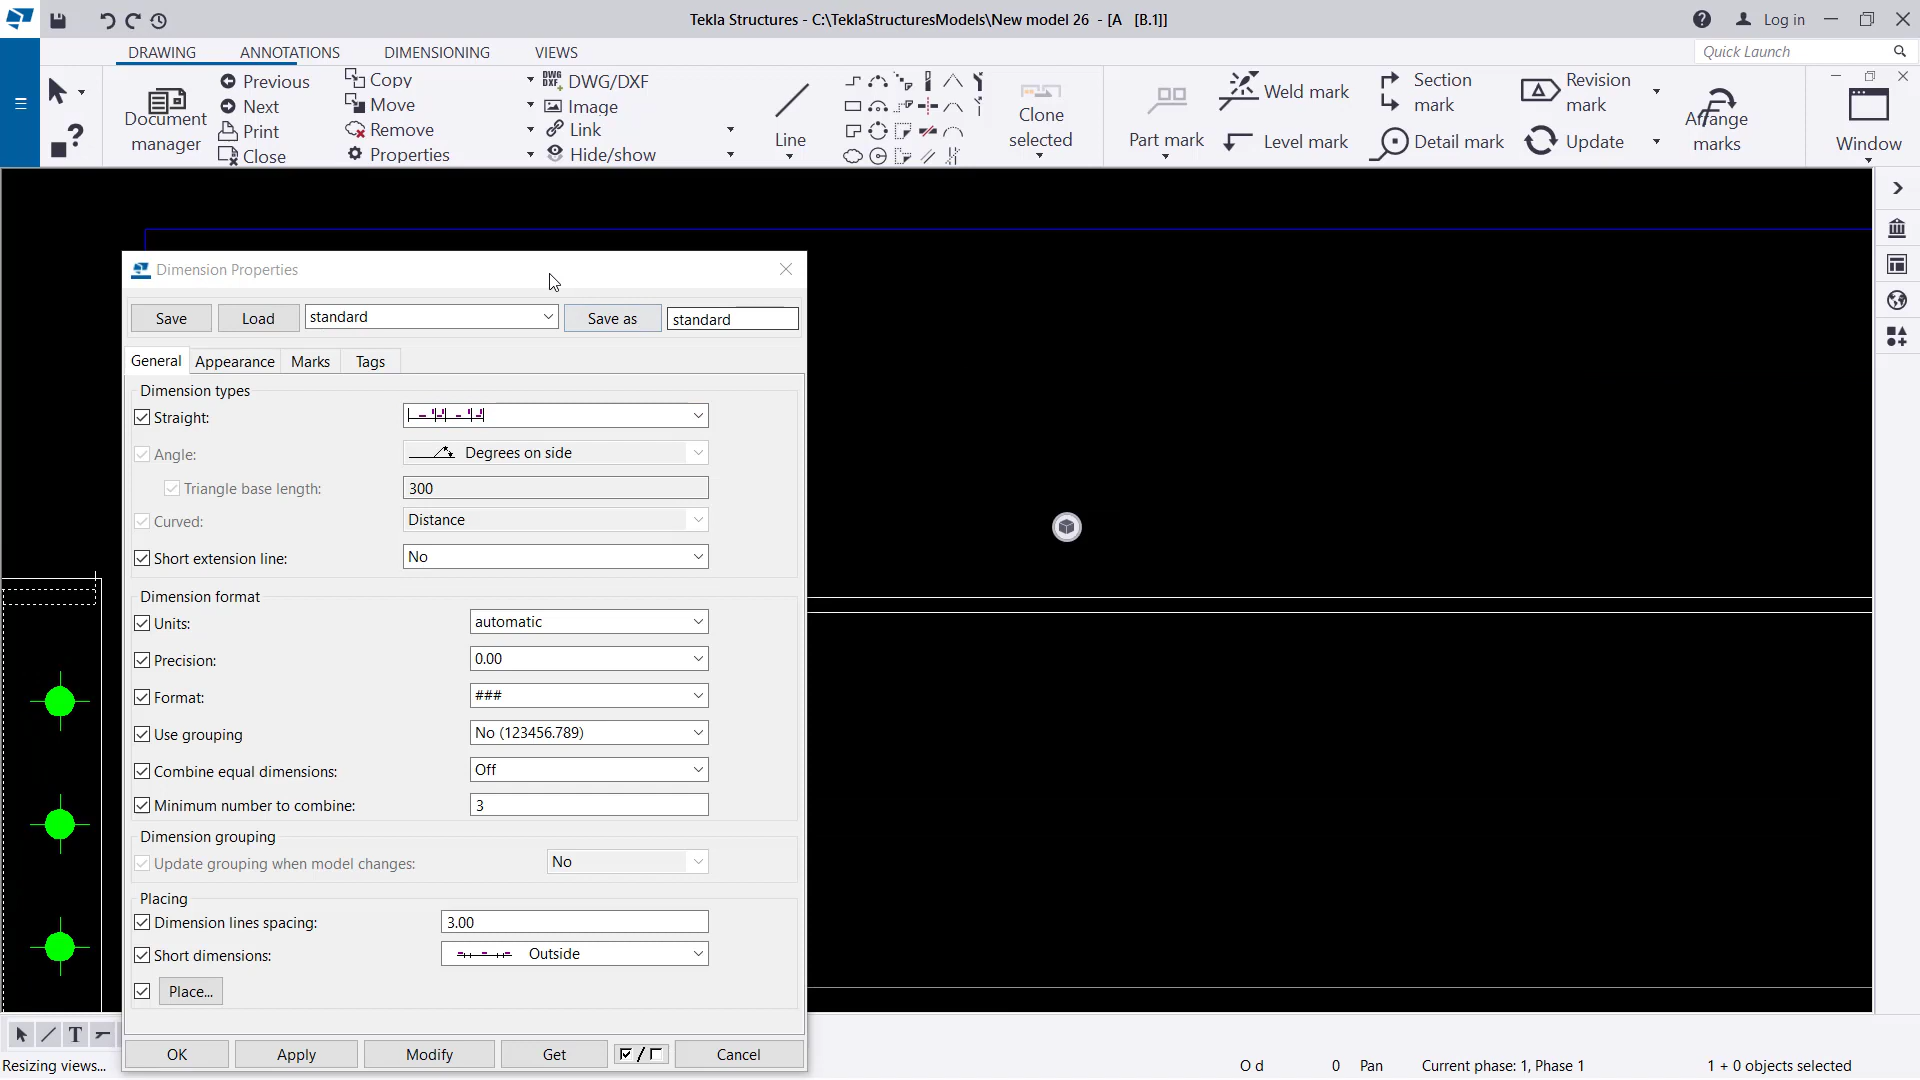 Tekla Structures - C:\TeklaStructuresModels\New model 26 - [A [B.1]]
Log in
DRAWING ANNOTATIONS DIMENSIONING VIEWS
Quick Launch
Document manager
Previous
Next
Print
Close
Copy
Move
Remove
Properties
DWG/DXF
Image
Link
Hide/show
Line
Clone selected
Part mark
Weld mark
Level mark
Section mark
Detail mark
Revision mark
Update
Arrange marks
Window
Dimension Properties
Save Load standard Save as standard
General Appearance Marks Tags
Dimension types
Straight:
Angle: Degrees on side
Triangle base length: 300
Curved: Distance
Short extension line: No
Dimension format
Units: automatic
Precision: 0.00
Format: ###
Use grouping No (123456.789)
Combine equal dimensions: Off
Minimum number to combine: 3
Dimension grouping
Update grouping when model changes: No
Placing
Dimension lines spacing: 3.00
Short dimensions: Outside
Place...
OK Apply Modify Get / Cancel
Resizing views... O d 0 Pan Current phase: 1, Phase 1 1 + 0 objects selected